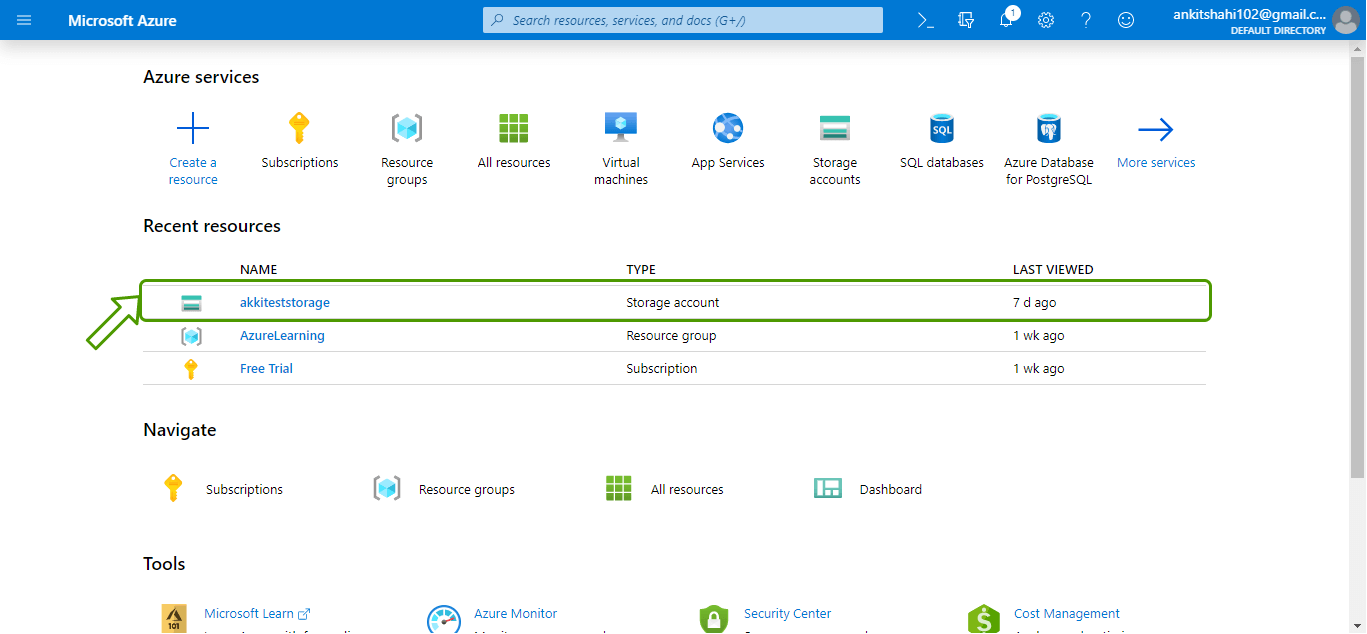 Microsoft Azure
Search resources, services, and docs (G+/)
1
ankitshahi102@gmail.c...
DEFAULT DIRECTORY
Azure services
Create a
resource
Subscriptions
Resource
groups
All resources
Virtual
machines
App Services
Storage
accounts
SQL
SQL databases
Azure Database
for PostgreSQL
More services
Recent resources
NAME TYPE LAST VIEWED
akkiteststorage Storage account 7 d ago
AzureLearning Resource group 1 wk ago
Free Trial Subscription 1 wk ago
Navigate
Subscriptions Resource groups All resources Dashboard
Tools
101
Microsoft Learn Azure Monitor Security Center Cost Management